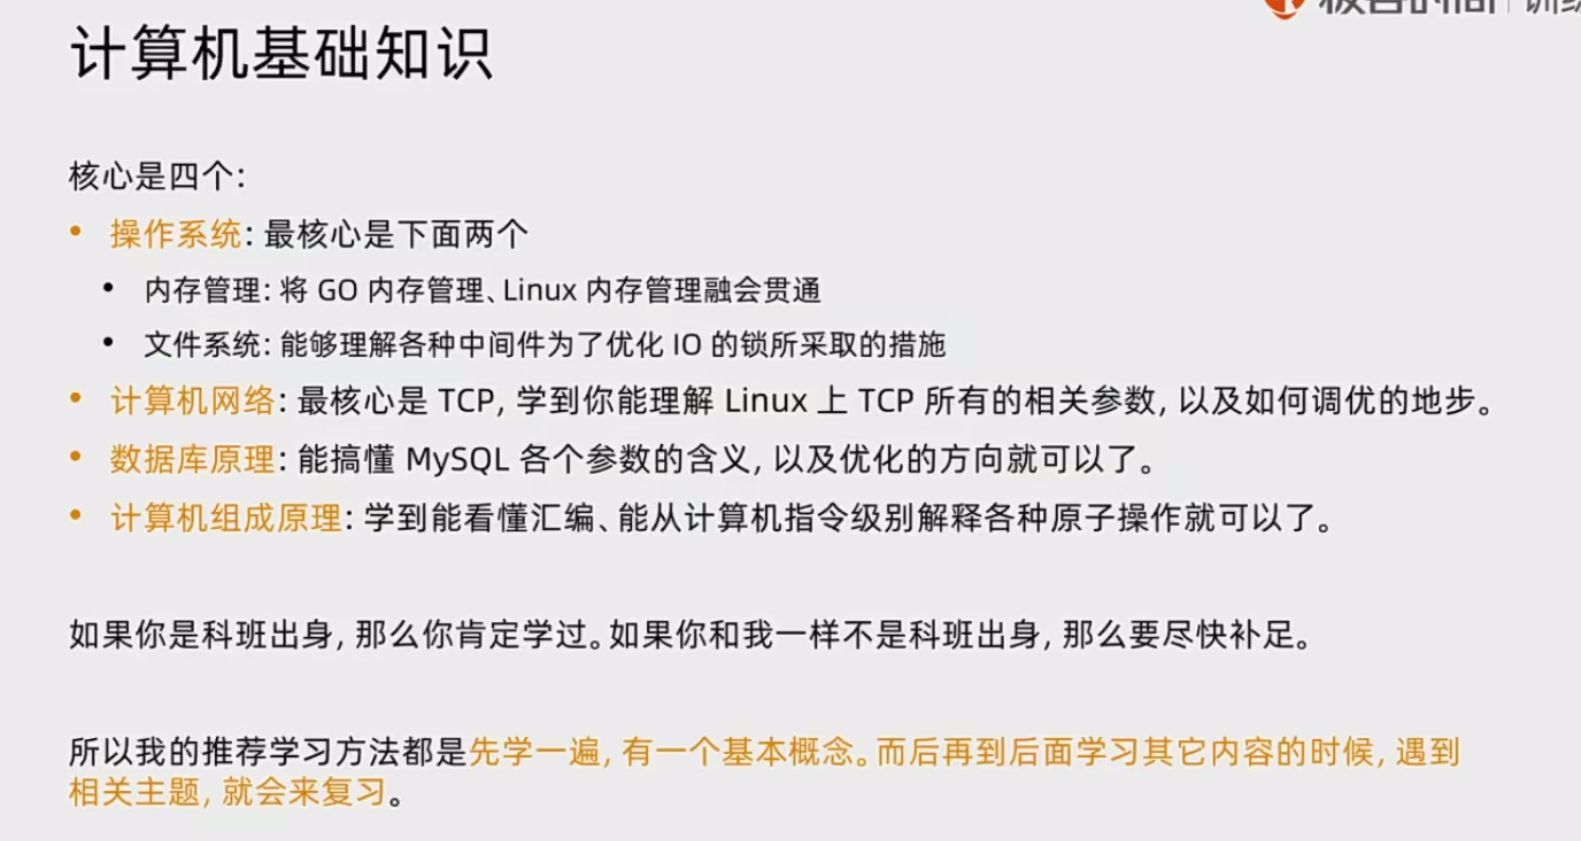 计算机基础知识
核心是四个：
• 操作系统：最核心是下面两个
• 内存管理：将 GO 内存管理、Linux 内存管理融会贯通
• 文件系统：能够理解各种中间件为了优化 IO 的锁所采取的措施
• 计算机网络：最核心是 TCP，学到你能理解 Linux 上 TCP 所有的相关参数，以及如何调优的地步。
• 数据库原理：能搞懂 MySQL 各个参数的含义，以及优化的方向就可以了。
• 计算机组成原理：学到能看懂汇编、能从计算机指令级别解释各种原子操作就可以了。
如果你是科班出身，那么你肯定学过。如果你和我一样不是科班出身，那么要尽快补足。
所以我的推荐学习方法都是先学一遍，有一个基本概念。而后再到后面学习其它内容的时候，遇到
相关主题，就会来复习。